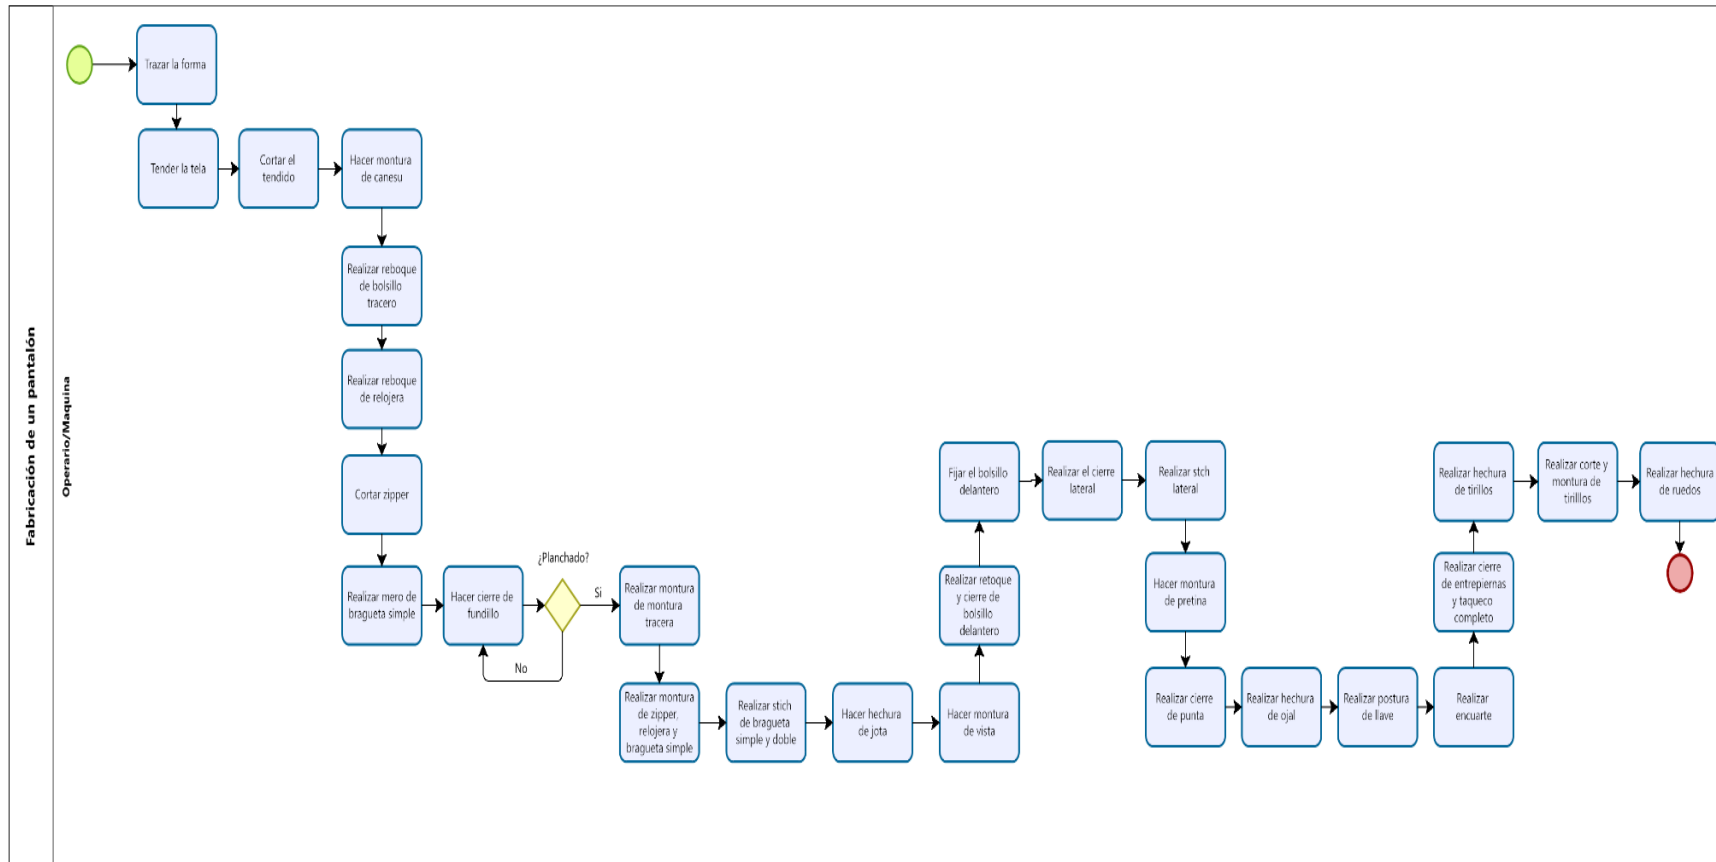 Fabricación de un pantalón
Operario/Maquina
Trazar la forma
Tender la tela
Cortar el
tendido
Hacer montura
de canesu
Realizar reboque
de bolsillo
tracero
Realizar reboque
de relojera
Cortar zipper
Realizar mero de
bragueta simple
Hacer cierre de
fundillo
¿Planchado?
Si
No
Realizar montura
de montura
tracera
Realizar montura
de zipper,
relojera y
bragueta simple
Realizar stich
de bragueta
simple y doble
Hacer hechura
de jota
Hacer montura
de vista
Realizar retoque
y cierre de
bolsillo
delantero
Fijar el bolsillo
delantero
Realizar el cierre
lateral
Realizar stch
lateral
Hacer montura
de pretina
Realizar cierre
de punta
Realizar hechura
de ojal
Realizar postura
de llave
Realizar
encuarte
Realizar cierre
de entrepiernas
y taqueco
completo
Realizar hechura
de tirillos
Realizar corte y
montura de
tirilllos
Realizar hechura
de ruedos